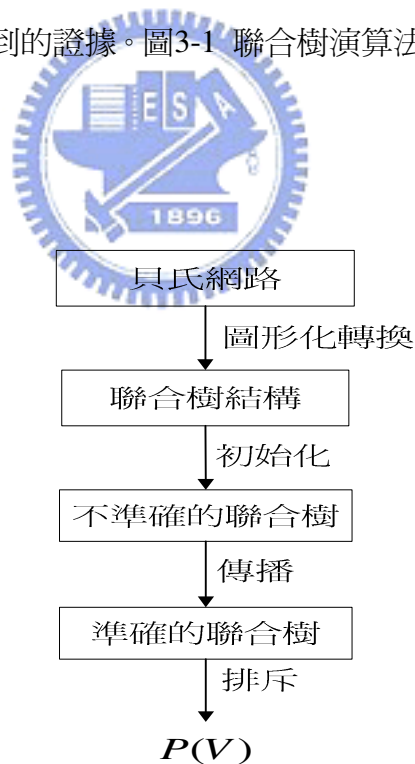 到的證據。圖3-1 聯合樹演算法
E S A
1896
貝氏網路
圖形化轉換
聯合樹結構
初始化
不準確的聯合樹
傳播
準確的聯合樹
排斥
P(V)